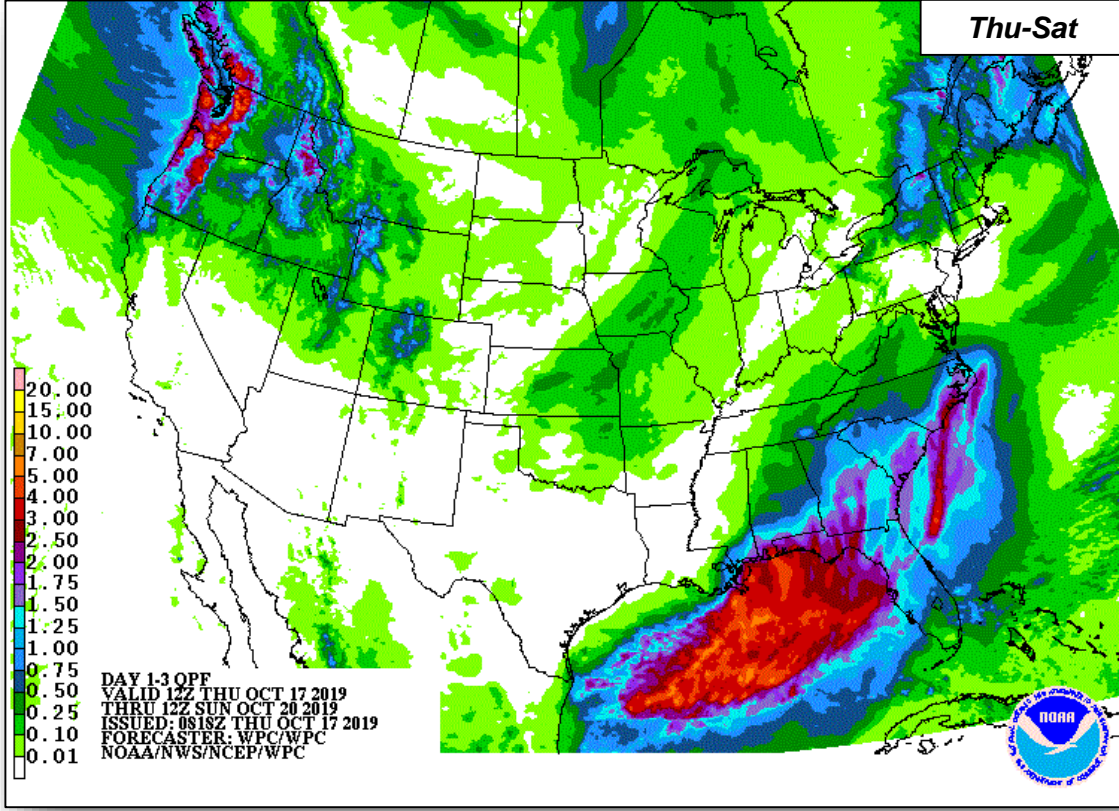 Thu-Sat
20.00
15.00
10.00
7.00
5.00
4.00
3.00
2.50
2.00
1.75
1.50
1.25
1.00
0.75
0.50
0.25
0.10
0.01
DAY 1-3 QPF
VALID 12Z THU OCT 17 2019
THRU 12Z SUN OCT 20 2019
ISSUED: 0818Z THU OCT 17 2019
FORECASTER: WPC/WPC
NOAA/NWS/NCEP/WPC
NOAA